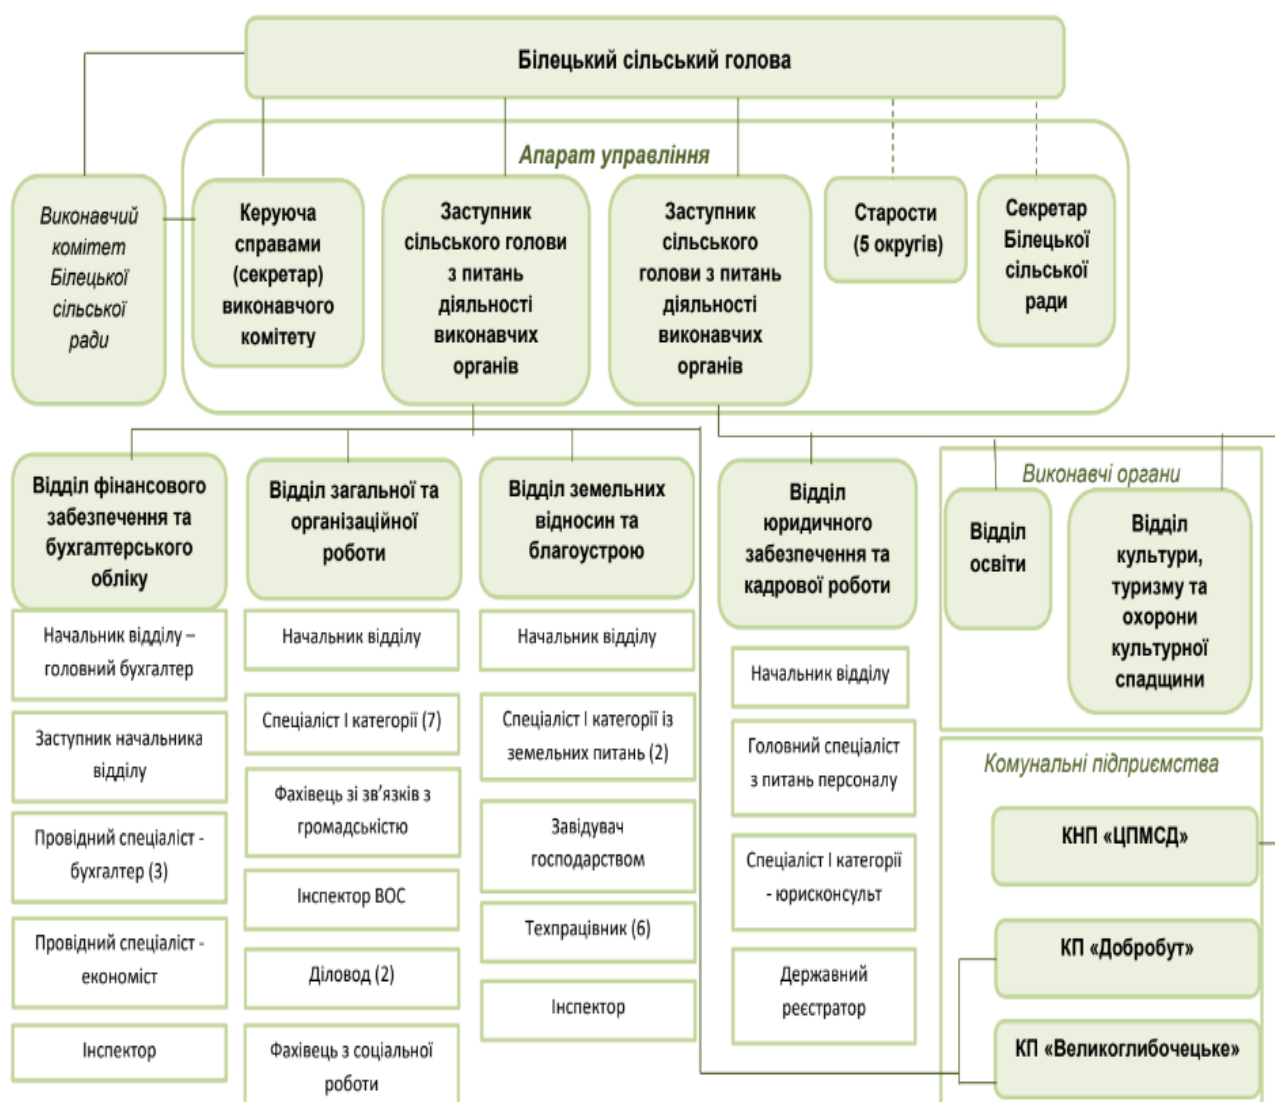 Білецький сільський голова
Апарат управління
Виконавчий
комітет
Білецької
сільської
ради
Керуюча
справами
(секретар)
виконавчого
комітету
Заступник
сільського голови
з питань
діяльності
виконавчих
органів
Заступник
сільського
голови з питань
діяльності
виконавчих
органів
Старости
(5 округів)
Секретар
Білецької
сільської
ради
Відділ фінансового
забезпечення та
бухгалтерського
обліку
Начальник відділу –
головний бухгалтер
Заступник начальника
відділу
Провідний спеціаліст -
бухгалтер (3)
Провідний спеціаліст -
економіст
Інспектор
Відділ загальної та
організаційної
роботи
Начальник відділу
Спеціаліст І категорії (7)
Фахівець зі зв’язків з
громадськістю
Інспектор ВОС
Діловод (2)
Фахівець з соціальної
роботи
Відділ земельних
відносин та
благоустрою
Начальник відділу
Спеціаліст І категорії із
земельних питань (2)
Завідувач
господарством
Техпрацівник (6)
Інспектор
Відділ
юридичного
забезпечення та
кадрової роботи
Начальник відділу
Головний спеціаліст
з питань персоналу
Спеціаліст І категорії
- юрисконсульт
Державний
реєстратор
Виконавчі органи
Відділ
освіти
Відділ
культури,
туризму та
охорони
культурної
спадщини
Комунальні підприємства
КНП «ЦПМСД»
КП «Добробут»
КП «Великоглибочецьке»